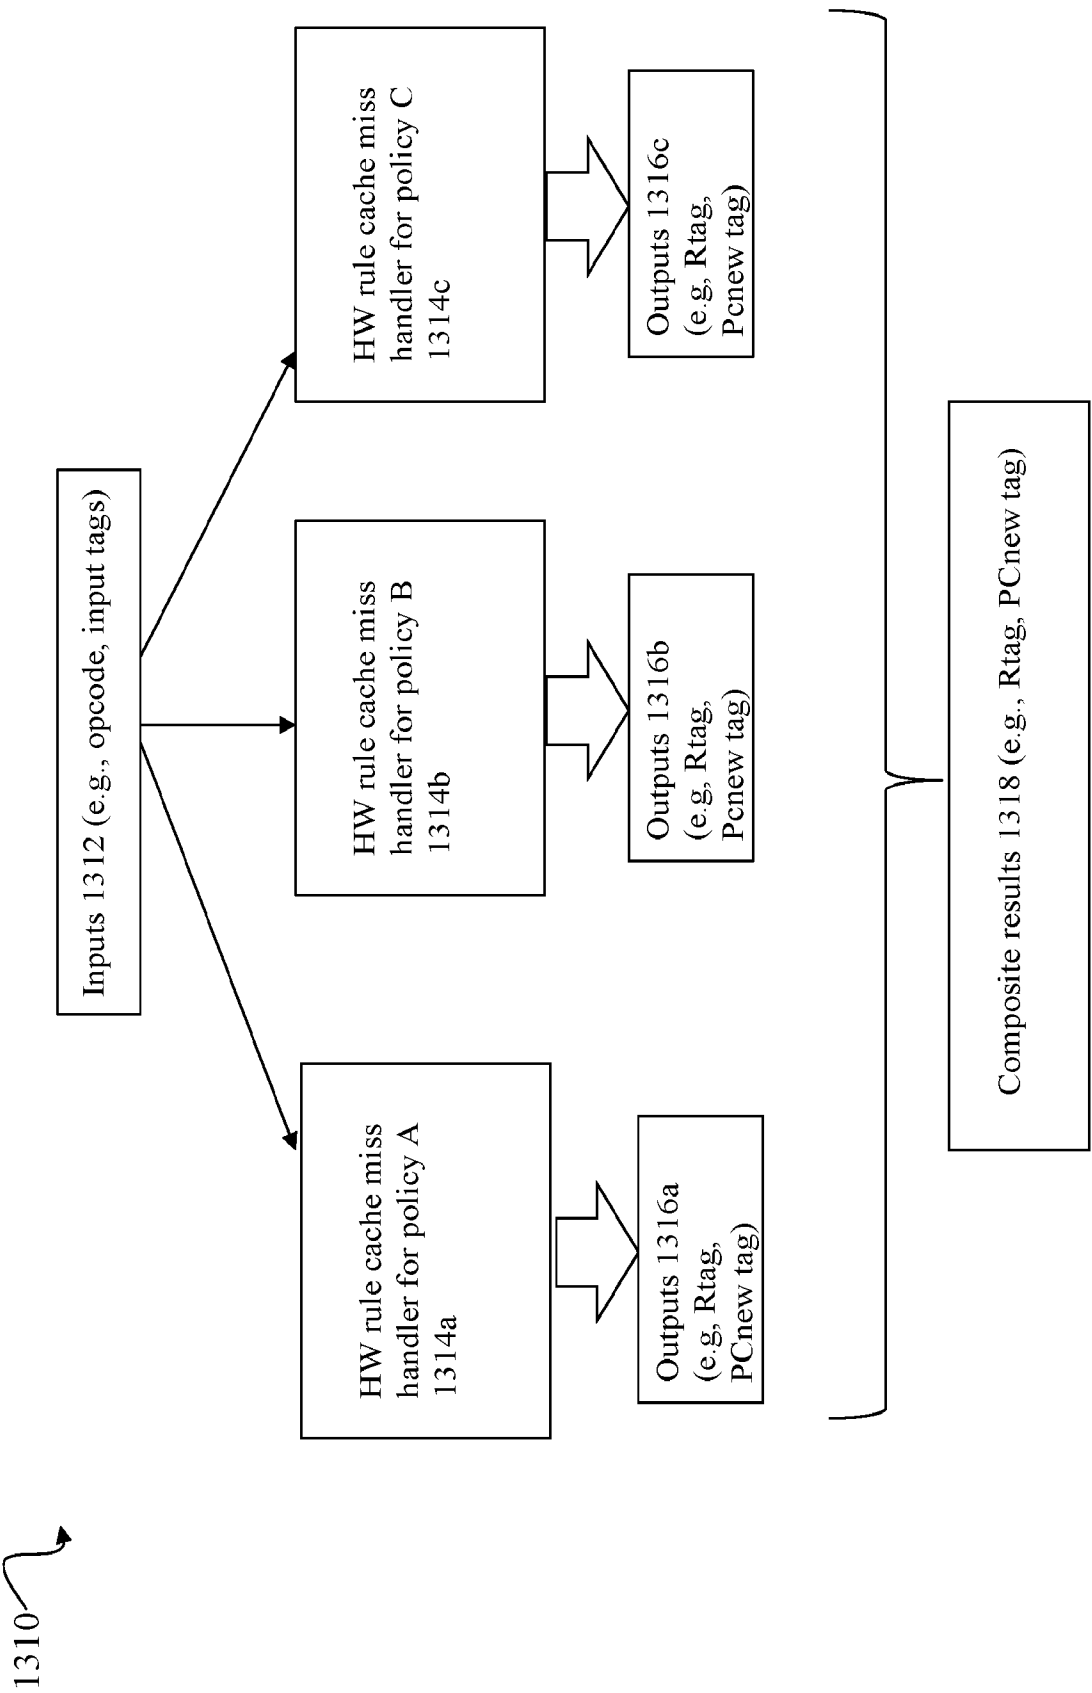 1310
Inputs 1312 (e.g., opcode, input tags)
HW rule cache miss
handler for policy A
1314a
HW rule cache miss
handler for policy B
1314b
HW rule cache miss
handler for policy C
1314c
Outputs 1316a
(e.g, Rtag,
PCnew tag)
Outputs 1316b
(e.g, Rtag,
Pcnew tag)
Outputs 1316c
(e.g, Rtag,
Pcnew tag)
Composite results 1318 (e.g., Rtag, PCnew tag)